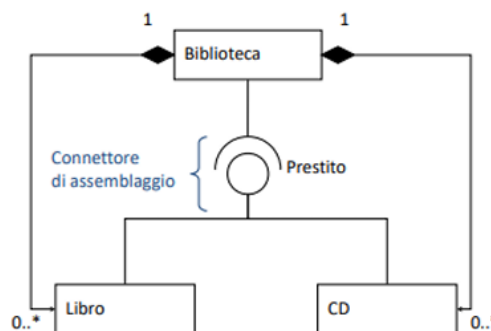 1 1
Biblioteca
Connettore
di assemblaggio
Prestito
Libro CD
0..* 0..